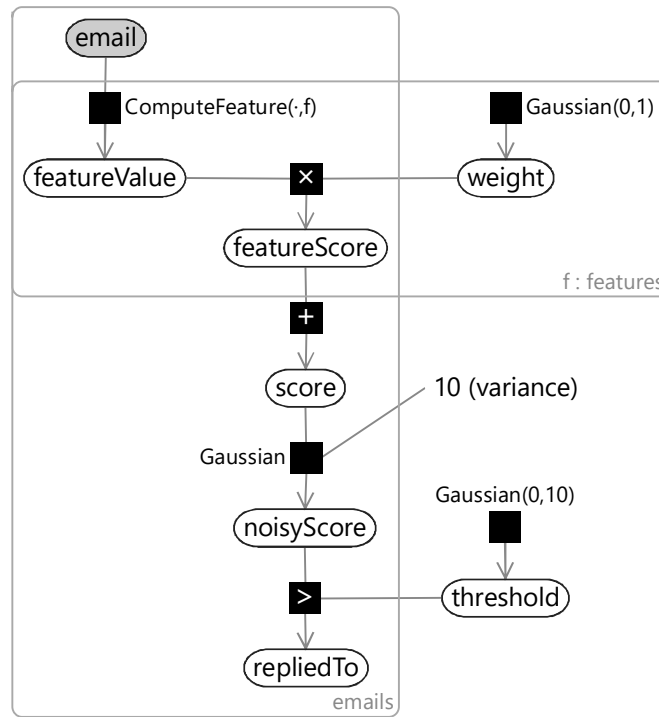 email
ComputeFeature(·,f)
Gaussian(0,1)
featureValue
×
weight
featureScore
f : features
+
score
10 (variance)
Gaussian
Gaussian(0,10)
noisyScore
>
threshold
repliedTo
emails